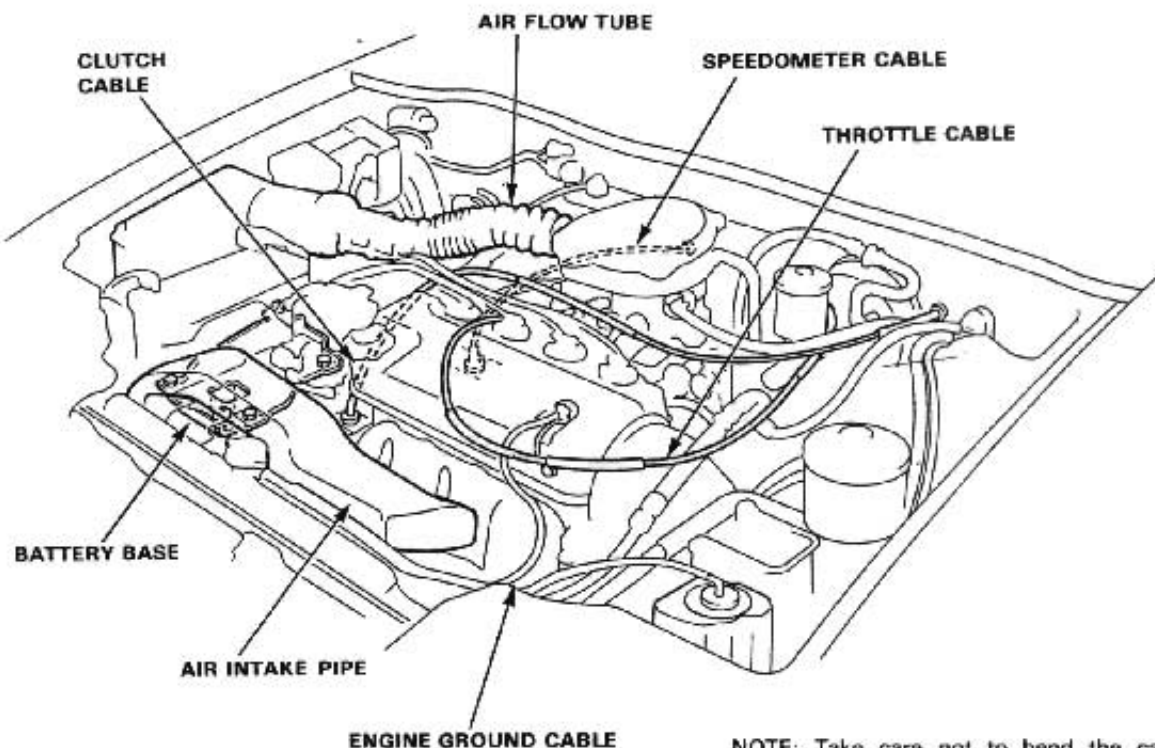 AIR FLOW TUBE
CLUTCH
CABLE
SPEEDOMETER CABLE
THROTTLE CABLE
BATTERY BASE
AIR INTAKE PIPE
ENGINE GROUND CABLE
NOTE: Take care not to bend the